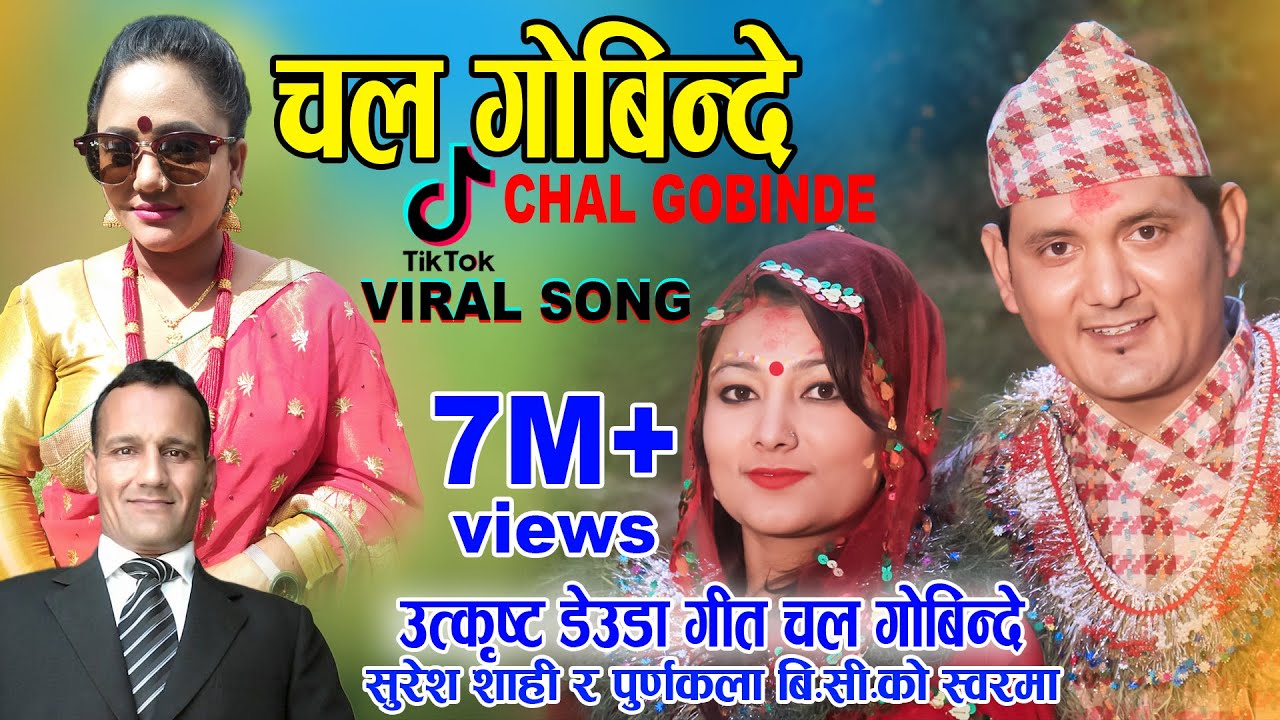 चल गोबिन्दे
CHAL GOBINDE
TikTok
VIRAL SONG
7M+
views
उत्कृष्ट डेउडा गीत चल गोबिन्दे
सुरेश शाही र पुर्णकला बि.सी.को स्वरमा